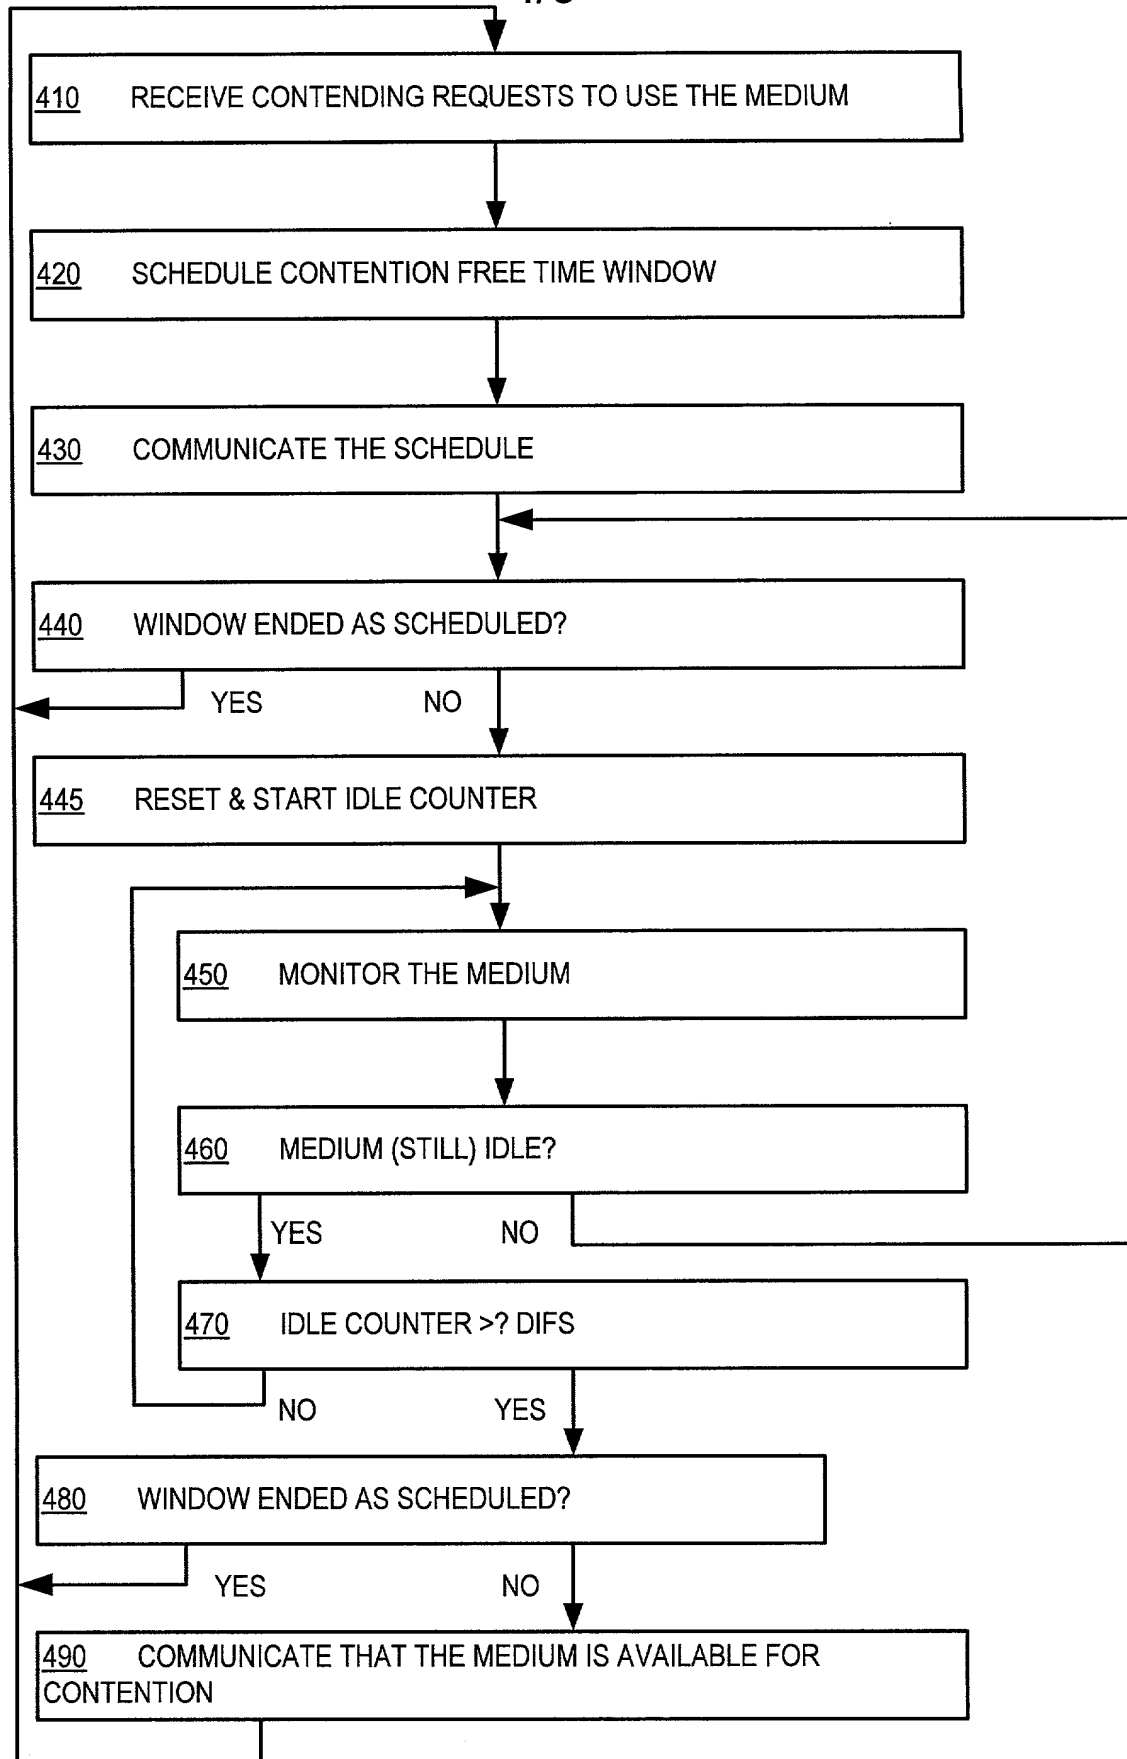 410 RECEIVE CONTENDING REQUESTS TO USE THE MEDIUM
420 SCHEDULE CONTENTION FREE TIME WINDOW
430 COMMUNICATE THE SCHEDULE
440 WINDOW ENDED AS SCHEDULED?
YES NO
445 RESET & START IDLE COUNTER
450 MONITOR THE MEDIUM
460 MEDIUM (STILL) IDLE?
YES NO
470 IDLE COUNTER >? DIFS
NO YES
480 WINDOW ENDED AS SCHEDULED?
YES NO
490 COMMUNICATE THAT THE MEDIUM IS AVAILABLE FOR
CONTENTION